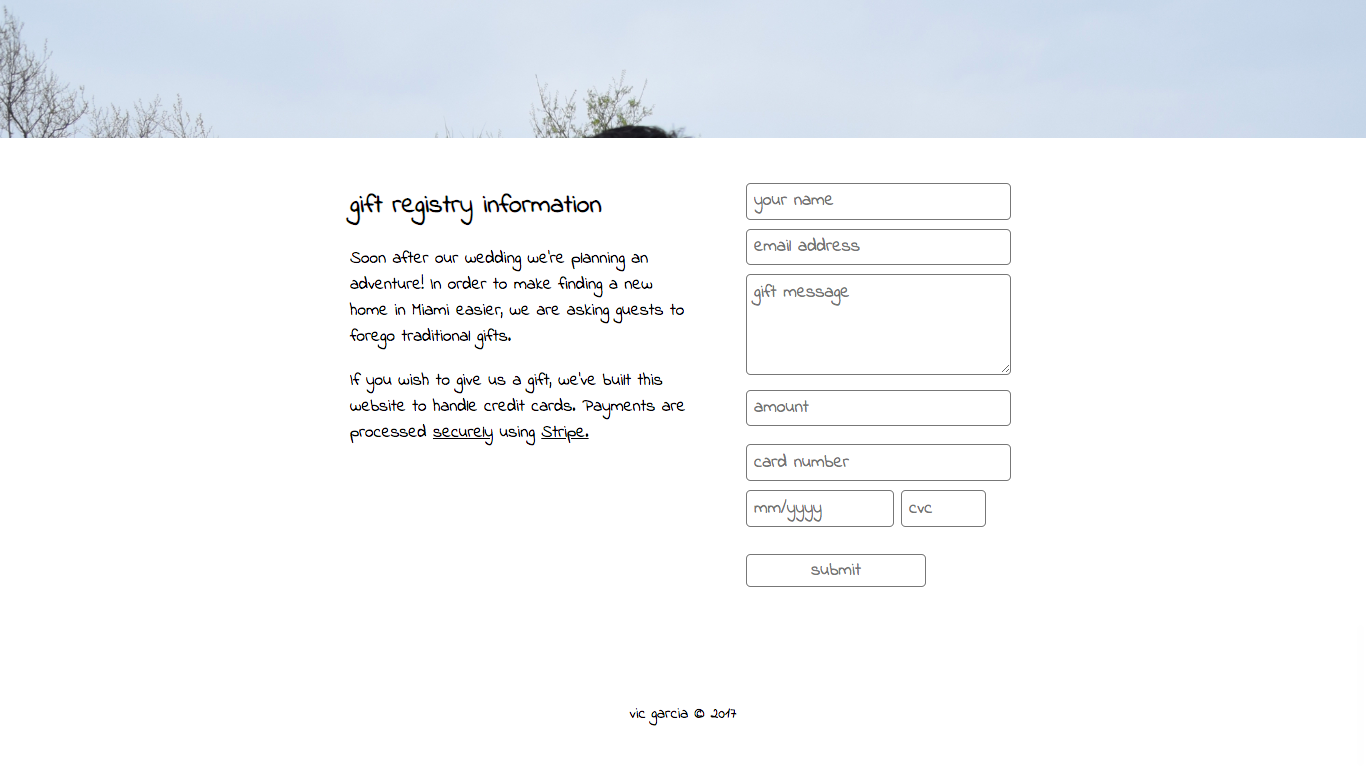 gift registry information
Soon after our wedding we're planning an
adventure! In order to make finding a new
home in Miami easier, we are asking guests to
forego traditional gifts.
If you wish to give us a gift, we've built this
website to handle credit cards. Payments are
processed securely using Stripe.
your name
email address
gift message
amount
card number
mm/yyyy cvc
submit
vic garcia © 2017